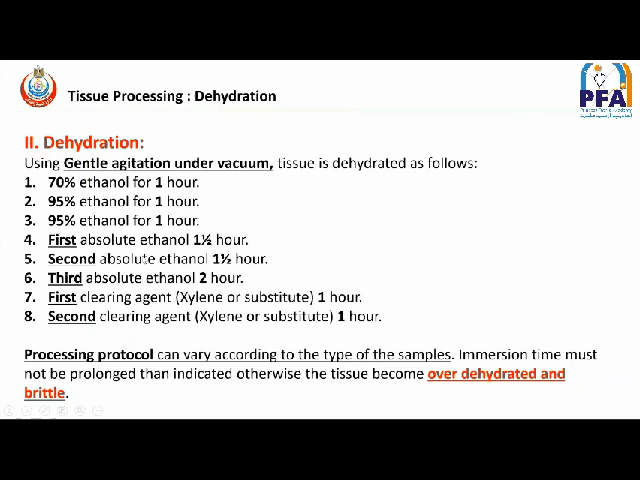 Tissue Processing : Dehydration
PFA
II. Dehydration:
Using Gentle agitation under vacuum, tissue is dehydrated as follows:
1. 70% ethanol for 1 hour.
2. 95% ethanol for 1 hour.
3. 95% ethanol for 1 hour.
4. First absolute ethanol 1½ hour.
5. Second absolute ethanol 1½ hour.
6. Third absolute ethanol 2 hour.
7. First clearing agent (Xylene or substitute) 1 hour.
8. Second clearing agent (Xylene or substitute) 1 hour.
Processing protocol can vary according to the type of the samples. Immersion time must
not be prolonged than indicated otherwise the tissue become over dehydrated and
brittle.